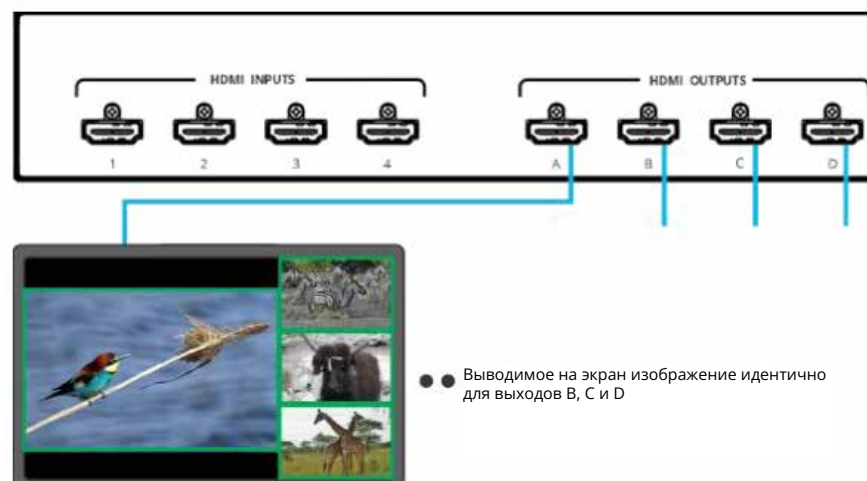 HDMI INPUTS
HDMI OUTPUTS
1 2 3 4 A B C D
Выводимое на экран изображение идентично
для выходов B, C и D